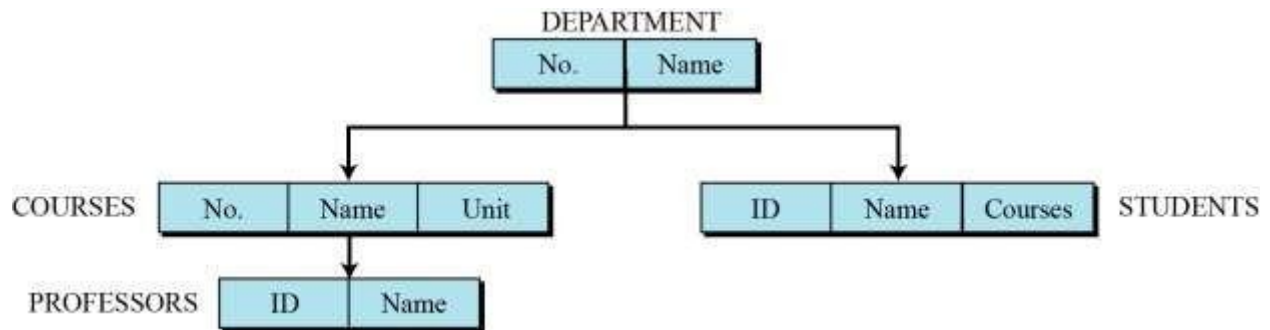 DEPARTMENT
No. Name
COURSES No. Name Unit ID Name Courses STUDENTS
PROFESSORS ID Name